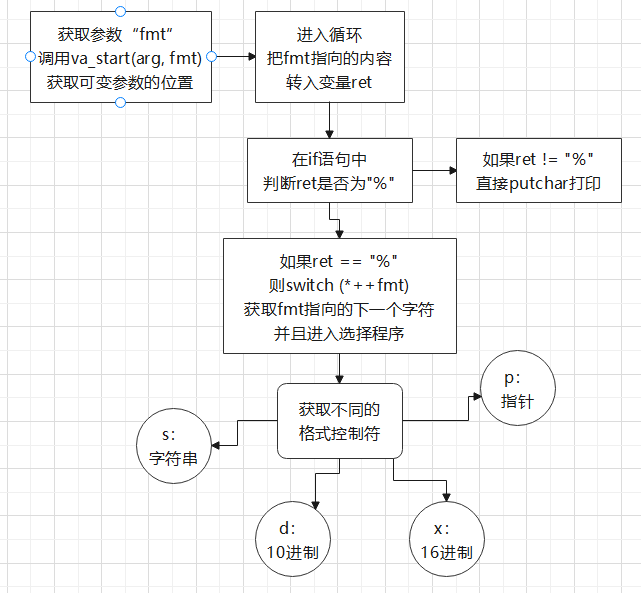 获取参数“fmt”
调用va_start(arg, fmt)
获取可变参数的位置
进入循环
把fmt指向的内容
转入变量ret
在if语句中
判断ret是否为"%"
如果ret != "%"
直接putchar打印
如果ret == "%"
则switch (*++fmt)
获取fmt指向的下一个字符
并且进入选择程序
获取不同的
格式控制符
p:
指针
s:
字符串
d:
10进制
x:
16进制